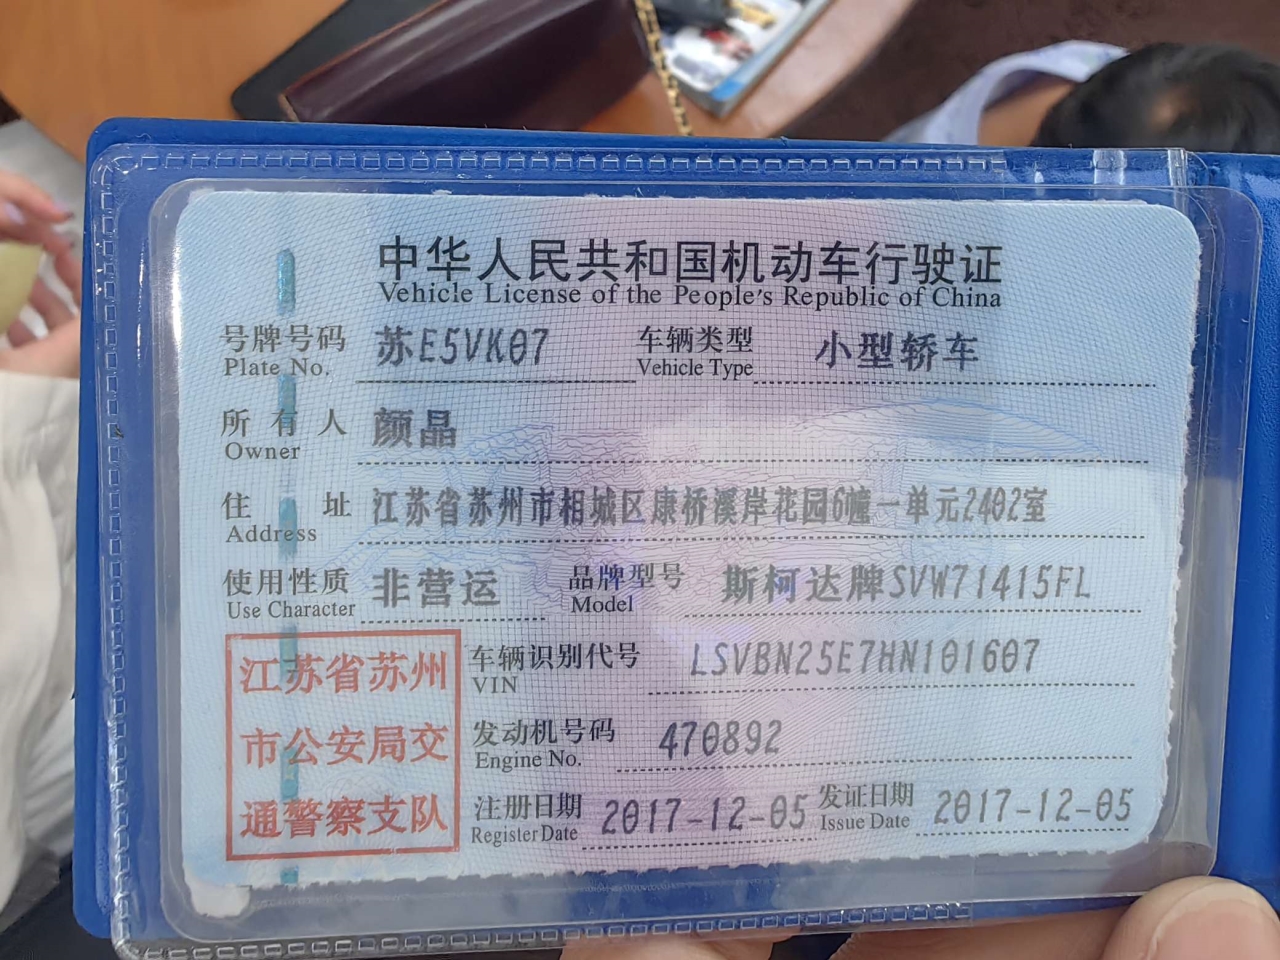 中华人民共和国机动车行驶证
Vehicle License of the People's Republic of China
号牌号码 苏E5VK07 车辆类型 小型轿车
Plate No. Vehicle Type
所有人 颜品
Owner
住址 江苏省苏州市相城区康桥溪岸花园6幢一单元2402室
Address
使用性质 非营运 品牌型号 斯柯达牌SVW71415FL
Use Character Model
江苏省苏州
市公安局交
通警察支队
车辆识别代号 LSVBN25E7HN101607
VIN
发动机号码 470892
Engine No.
注册日期 2017-12-05 发证日期 2017-12-05
Register Date Issue Date